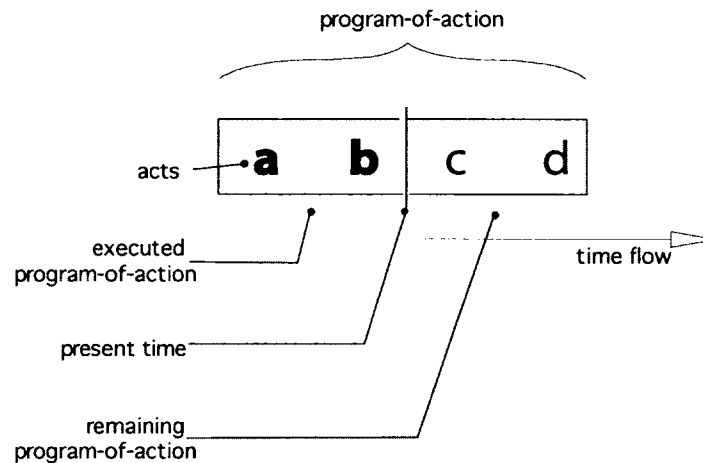 program-of-action
acts
a b c d
executed
program-of-action
time flow
present time
remaining
program-of-action